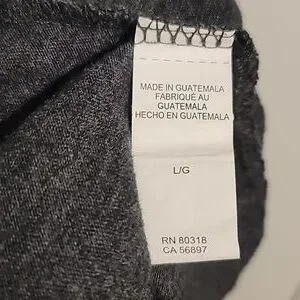 MADE IN GUATEMALA
FABRIQUÉ AU
GUATEMALA
HECHO EN GUATEMALA
L/G
RN 80318
CA 56897